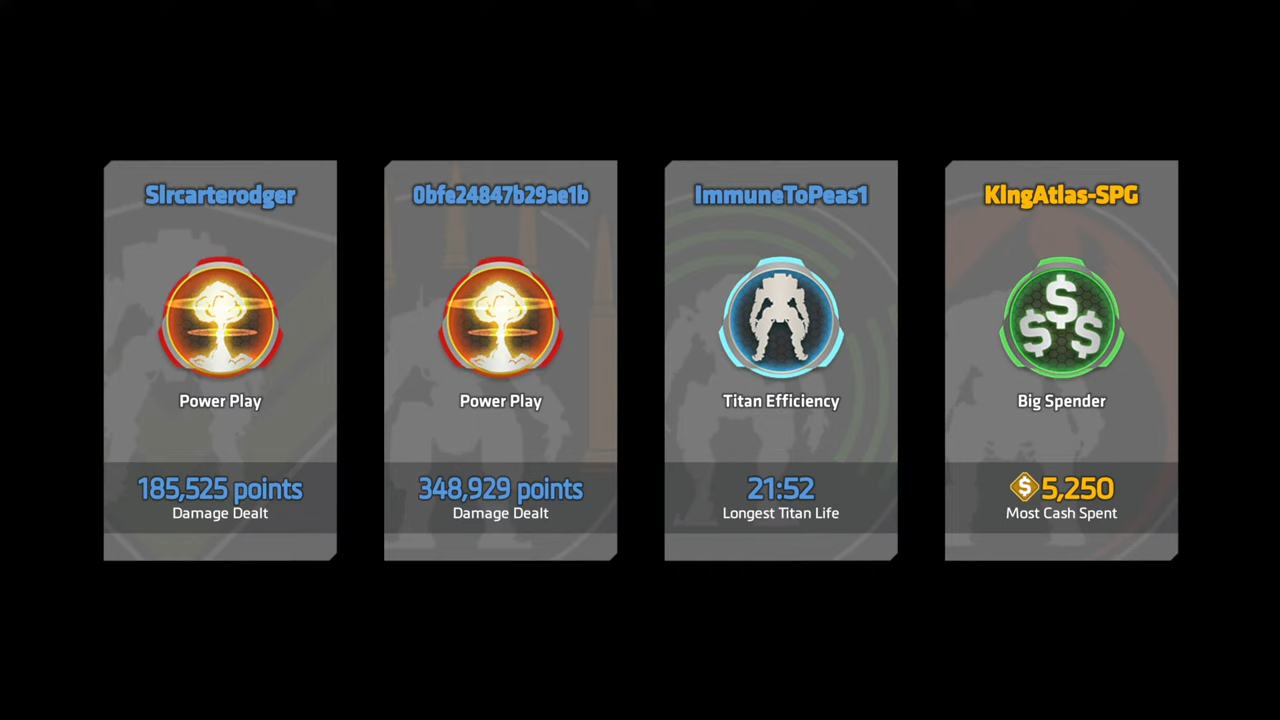 Sircarterodger
0bfe24847b29ae1b
ImmuneToPeas1
KingAtlas-SPG
Power Play
Power Play
Titan Efficiency
Big Spender
185,525 points
348,929 points
21:52
$ 5,250
Damage Dealt
Damage Dealt
Longest Titan Life
Most Cash Spent